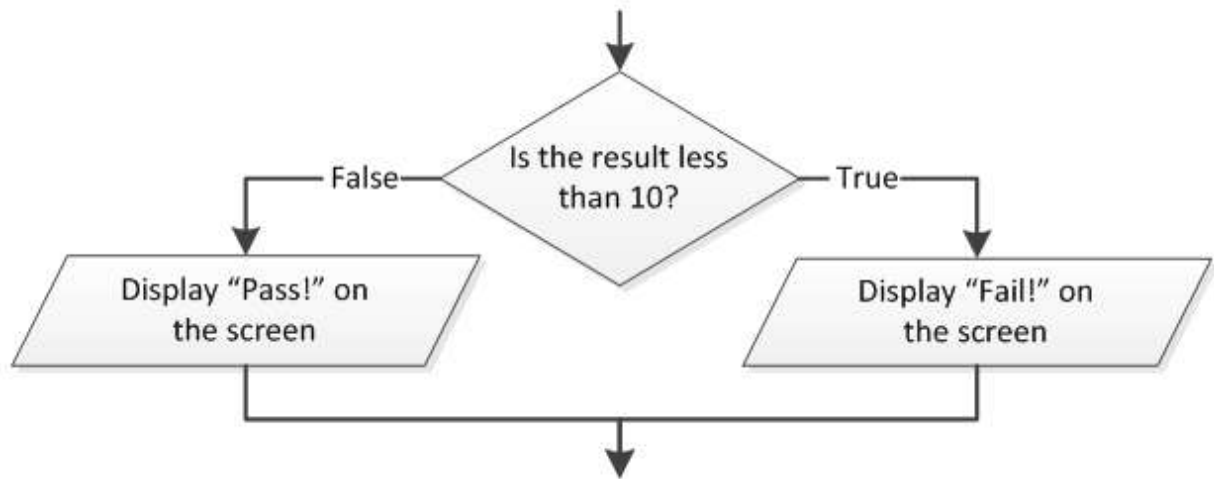 Is the result less
than 10?
False
True
Display “Pass!” on
the screen
Display “Fail!” on
the screen